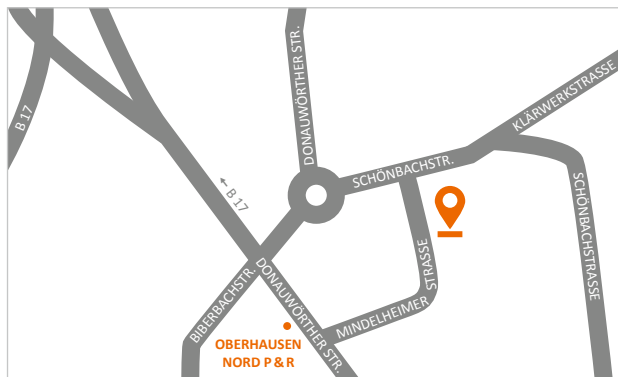 B 17
DONAUWÖRTHER STR.
KLÄRWERKSTRASSE
SCHÖNBACHSTR.
← B 17
SCHÖNBACHSTRASSE
MINDELHEIMER
STRASSE
BIBERBACHSTR.
DONAUWÖRTHER STR.
OBERHAUSEN
NORD P & R